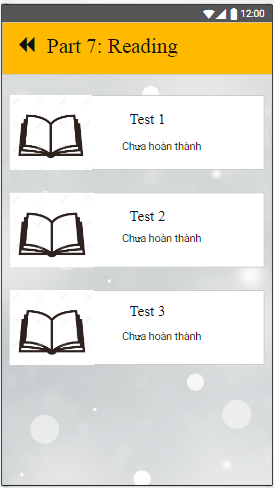 12:00
Part 7: Reading
Test 1
Chưa hoàn thành
Test 2
Chưa hoàn thành
Test 3
Chưa hoàn thành